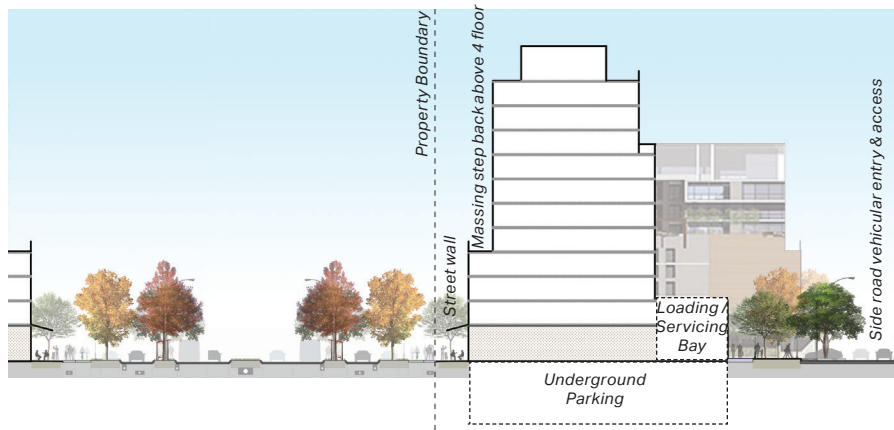 Property Boundary
Street wall
Massing step back above 4 floor
Side road vehicular entry & access
Loading /
Servicing
Bay
Underground
Parking